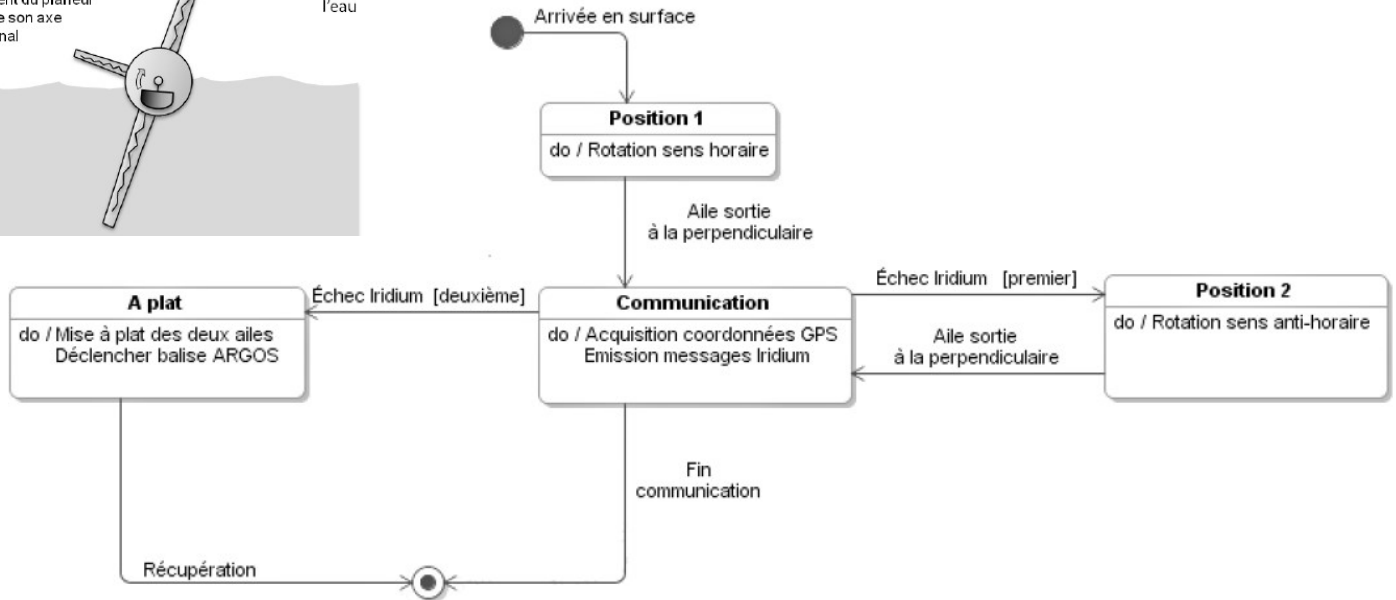 du planeur
son axe
l'eau
Arrivée en surface
Position 1
do / Rotation sens horaire
Aile sortie
à la perpendiculaire
Échec Iridium [deuxième]
Échec Iridium [premier]
A plat
do / Mise à plat des deux ailes
Déclencher balise ARGOS
Communication
do / Acquisition coordonnées GPS
Emission messages Iridium
Position 2
do / Rotation sens anti-horaire
Aile sortie
à la perpendiculaire
Fin
communication
Récupération